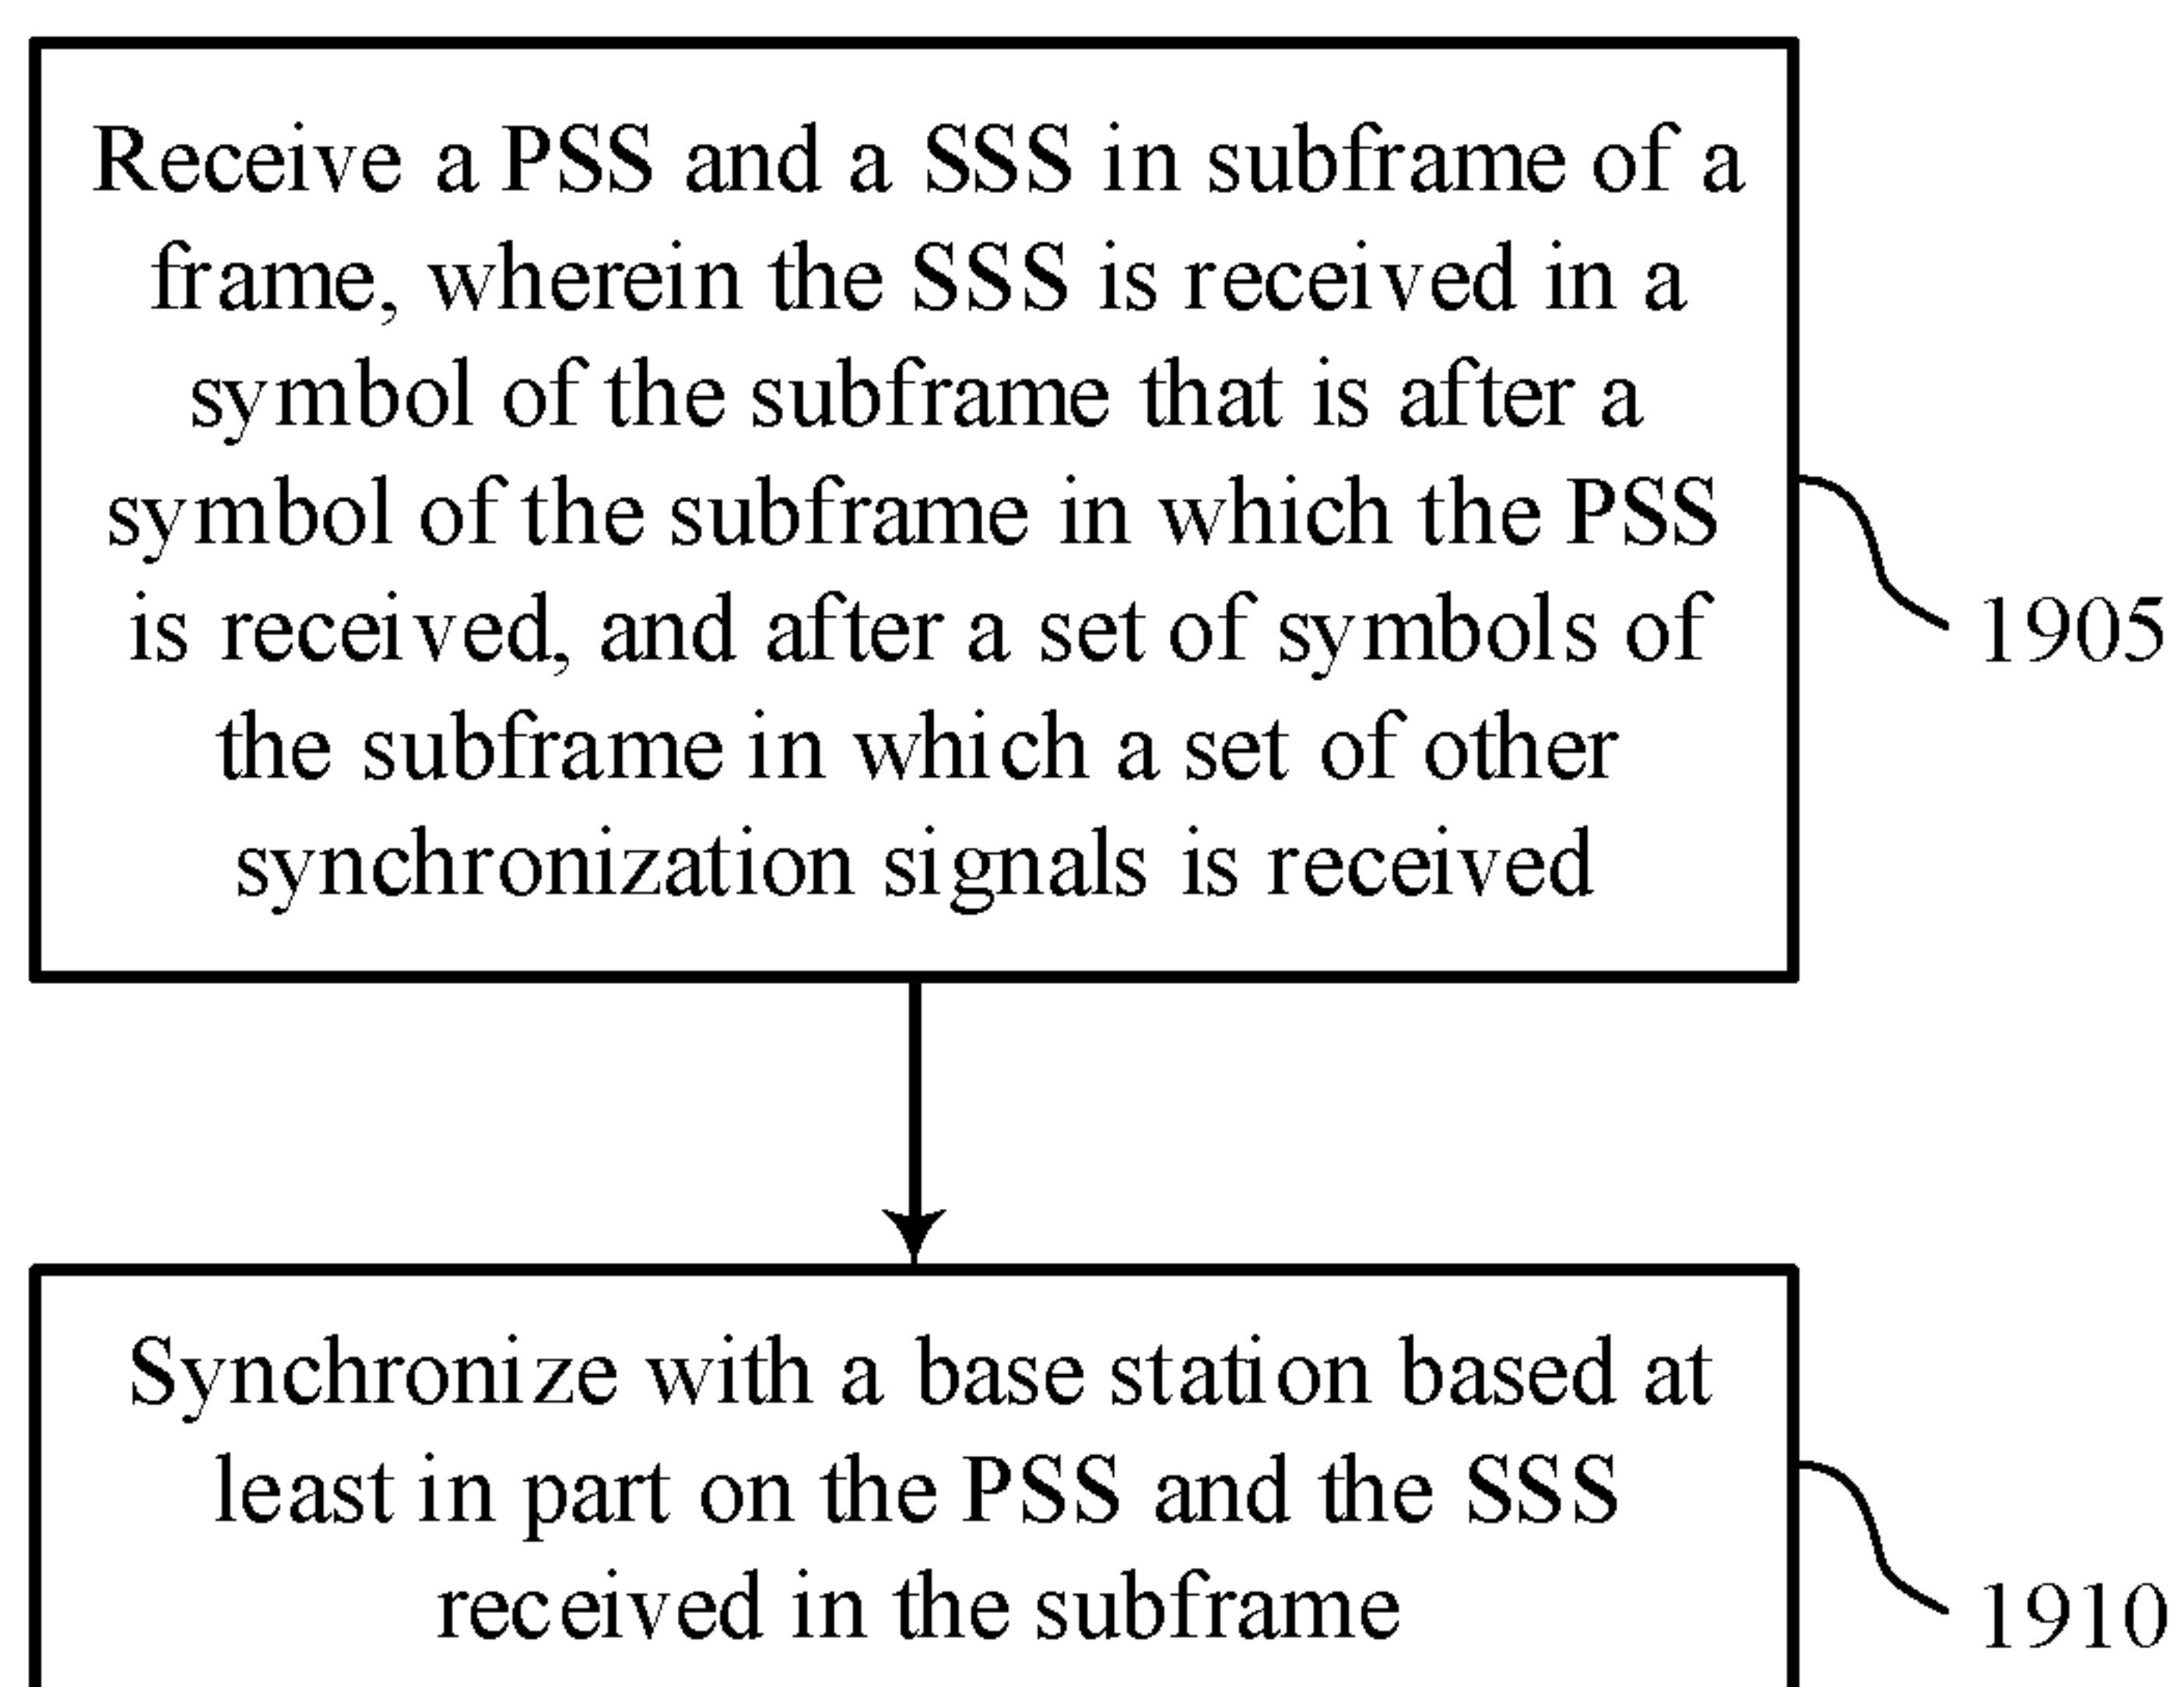 Receive a PSS and a SSS in subframe of a
frame, wherein the SSS is received in a
symbol of the subframe that is after a
symbol of the subframe in which the PSS
is received, and after a set of symbols of
the subframe in which a set of other
synchronization signals is received
1905
Synchronize with a base station based at
least in part on the PSS and the SSS
received in the subframe
1910